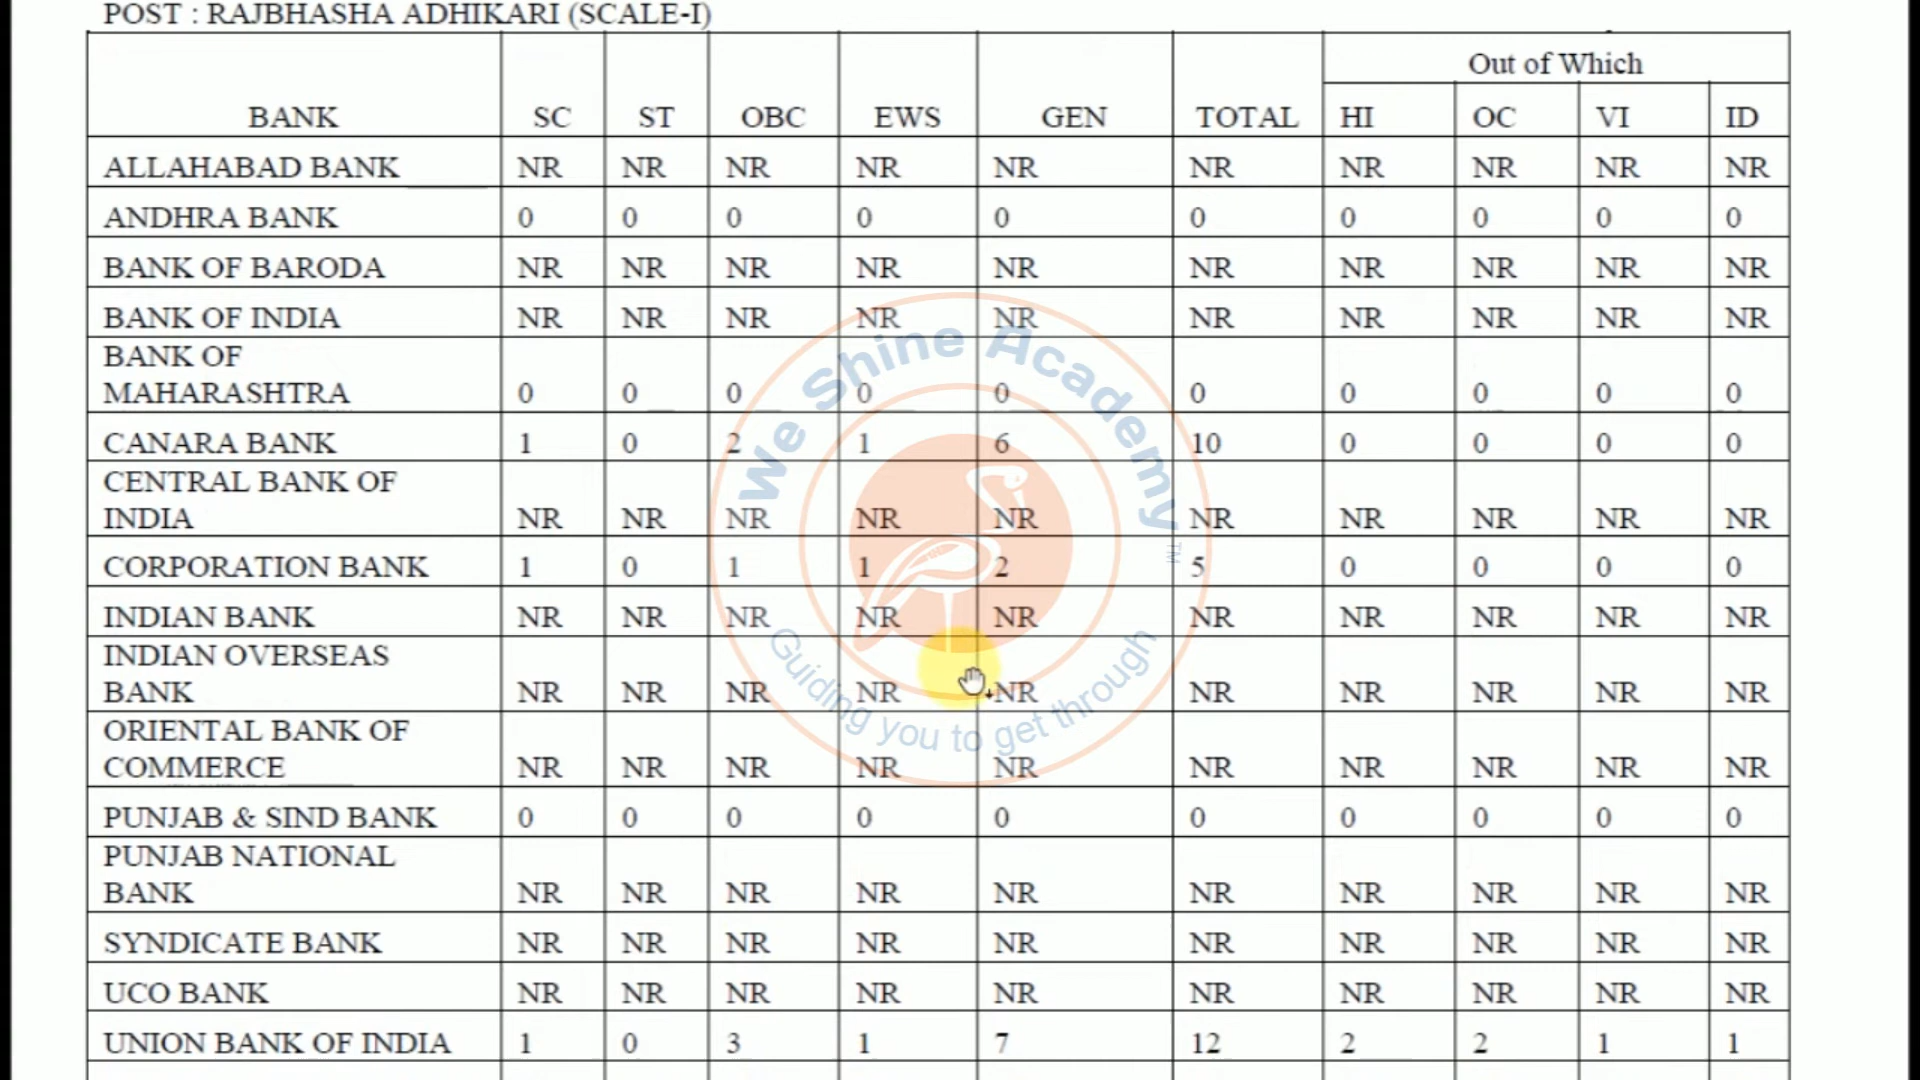 POST : RAJBHASHA ADHIKARI (SCALE-I)
Out of Which
BANK SC ST OBC EWS GEN TOTAL HI OC VI ID
ALLAHABAD BANK NR NR NR NR NR NR NR NR NR NR
ANDHRA BANK 0 0 0 0 0 0 0 0 0 0
BANK OF BARODA NR NR NR NR NR NR NR NR NR NR
BANK OF INDIA NR NR NR NR NR NR NR NR NR NR
BANK OF
MAHARASHTRA 0 0 0 0 0 0 0 0 0 0
CANARA BANK 1 0 2 1 6 10 0 0 0 0
CENTRAL BANK OF
INDIA NR NR NR NR NR NR NR NR NR NR
CORPORATION BANK 1 0 1 1 2 5 0 0 0 0
INDIAN BANK NR NR NR NR NR NR NR NR NR NR
INDIAN OVERSEAS
BANK NR NR NR NR NR NR NR NR NR NR
ORIENTAL BANK OF
COMMERCE NR NR NR NR NR NR NR NR NR NR
PUNJAB & SIND BANK 0 0 0 0 0 0 0 0 0 0
PUNJAB NATIONAL
BANK NR NR NR NR NR NR NR NR NR NR
SYNDICATE BANK NR NR NR NR NR NR NR NR NR NR
UCO BANK NR NR NR NR NR NR NR NR NR NR
UNION BANK OF INDIA 1 0 3 1 7 12 2 2 1 1
We Shine Academy TM
Guiding you to get through